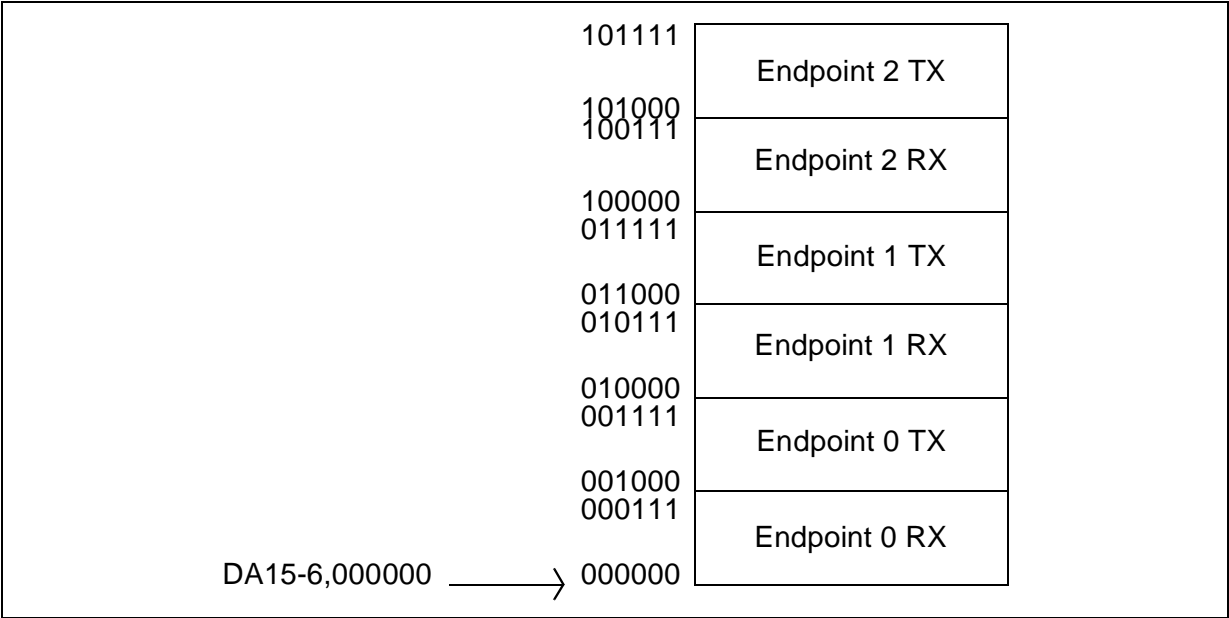 101111
Endpoint 2 TX
101000
100111
Endpoint 2 RX
100000
011111
Endpoint 1 TX
011000
010111
Endpoint 1 RX
010000
001111
Endpoint 0 TX
001000
000111
Endpoint 0 RX
DA15-6,000000 000000